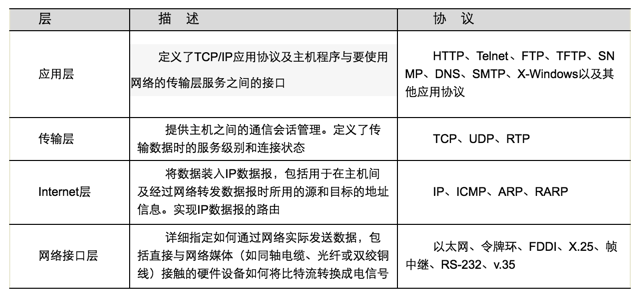 层 描 述 协 议
定义了TCP/IP应用协议及主机程序与要使用
网络的传输层服务之间的接口
应用层
HTTP、Telnet、FTP、TFTP、SN
MP、DNS、SMTP、X-Windows以及其
他应用协议
传输层
提供主机之间的通信会话管理。定义了传
输数据时的服务级别和连接状态
TCP、UDP、RTP
Internet层
将数据装入IP数据报，包括用于在主机间
及经过网络转发数据报时所用的源和目标的地址
信息。实现IP数据报的路由
IP、ICMP、ARP、RARP
网络接口层
详细指定如何通过网络实际发送数据，包
括直接与网络媒体（如同轴电缆、光纤或双绞铜
线）接触的硬件设备如何将比特流转换成电信号
以太网、令牌环、FDDI、X.25、帧
中继、RS-232、v.35